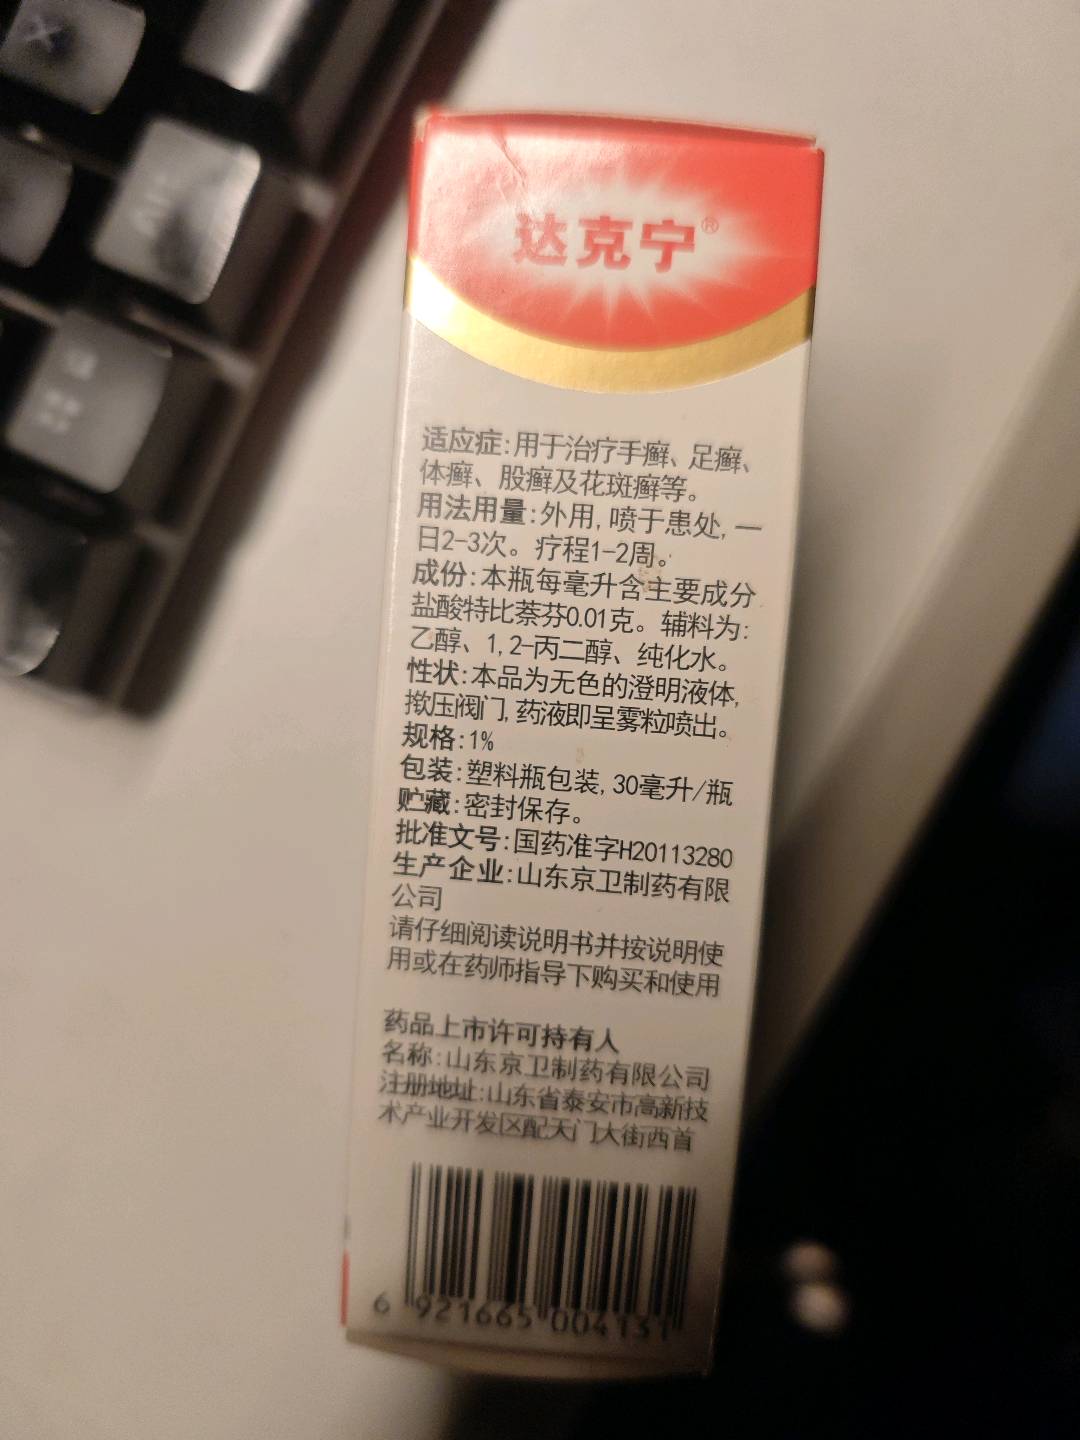 达克宁®
适应症:用于治疗手癣、足癣、
体癣、股癣及花斑癣等。
用法用量:外用,喷于患处,一
日2-3次。疗程1-2周。
成份:本瓶每毫升含主要成分
盐酸特比萘芬0.01克。辅料为:
乙醇、1,2-丙二醇、纯化水。
性状:本品为无色的澄明液体,
揿压阀门,药液即呈雾粒喷出。
规格:1%
包装:塑料瓶包装,30毫升/瓶
贮藏:密封保存。
批准文号:国药准字H20113280
生产企业:山东京卫制药有限
公司
请仔细阅读说明书并按说明使
用或在药师指导下购买和使用
药品上市许可持有人
名称:山东京卫制药有限公司
注册地址:山东省泰安市高新技
术产业开发区配天门大街西首
6 921665 004131